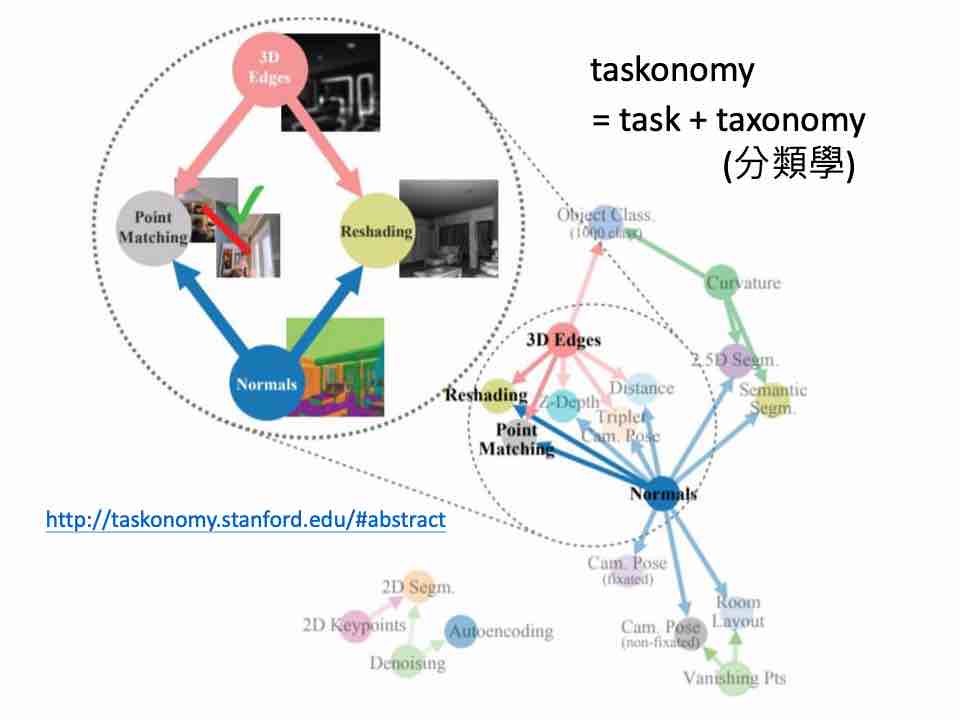 taskonomy
= task + taxonomy
(分類學)
3D
Edges
Point
Matching
Reshading
Normals
http://taskonomy.stanford.edu/#abstract
Object Class.
(1000 class)
Curvature
3D Edges
2.5D Segm.
Reshading
Z-Depth
Distance
Semantic
Segm.
Triplet
Cam. Pose
Point
Matching
Normals
Cam. Pose
(fixated)
2D Segm.
2D Keypoints
Autoencoding
Denoising
Room
Layout
Cam. Pose
(non-fixated)
Vanishing Pts